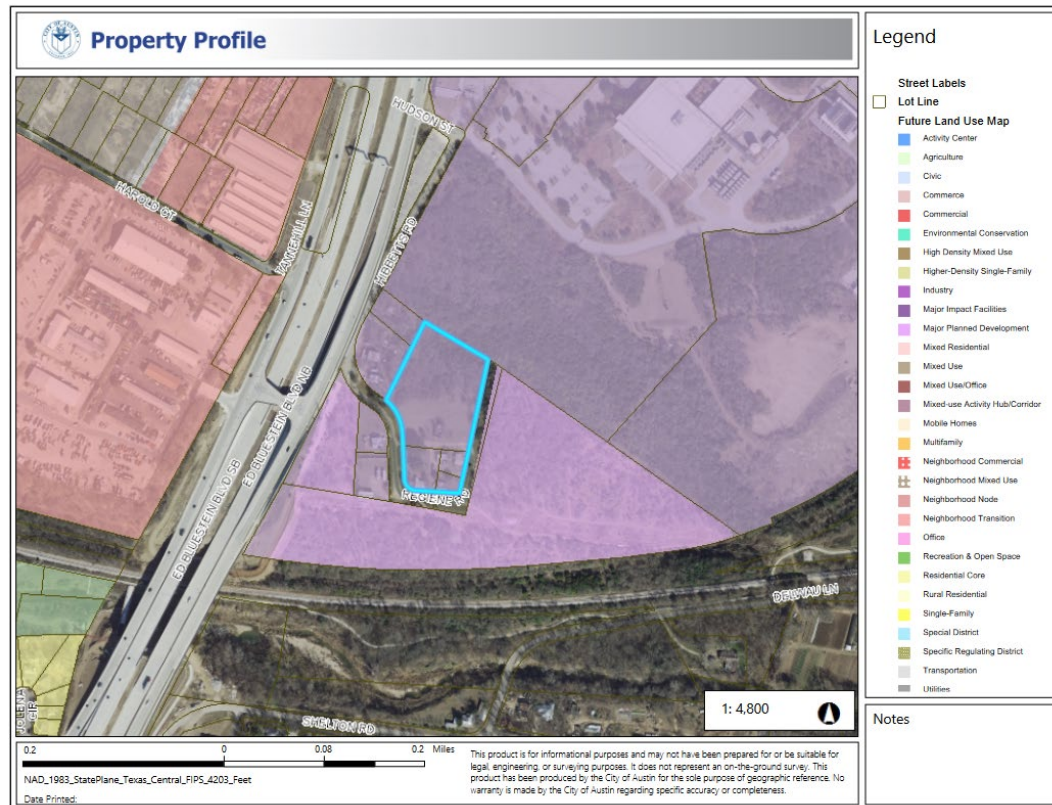 CITY OF AUSTIN
Property Profile
HUDSON ST
HAROLD CT
TANNEHILL LN
HIBBETTS RD
ED BLUESTEIN BLVD NB
ED BLUESTEIN BLVD SB
REGIENE RD
DELWAU LN
SHELTON RD
CIR
1: 4,800
Legend
Street Labels
Lot Line
Future Land Use Map
Activity Center
Agriculture
Civic
Commerce
Commercial
Environmental Conservation
High Density Mixed Use
Higher-Density Single-Family
Industry
Major Impact Facilities
Major Planned Development
Mixed Residential
Mixed Use
Mixed Use/Office
Mixed-use Activity Hub/Corridor
Mobile Homes
Multifamily
Neighborhood Commercial
Neighborhood Mixed Use
Neighborhood Node
Neighborhood Transition
Office
Recreation & Open Space
Residential Core
Rural Residential
Single-Family
Special District
Specific Regulating District
Transportation
Utilities
Notes
0.2 0 0.08 0.2 Miles
NAD_1983_StatePlane_Texas_Central_FIPS_4203_Feet
Date Printed:
This product is for informational purposes and may not have been prepared for or be suitable for
legal, engineering, or surveying purposes. It does not represent an on-the-ground survey. This
product has been produced by the City of Austin for the sole purpose of geographic reference. No
warranty is made by the City of Austin regarding specific accuracy or completeness.